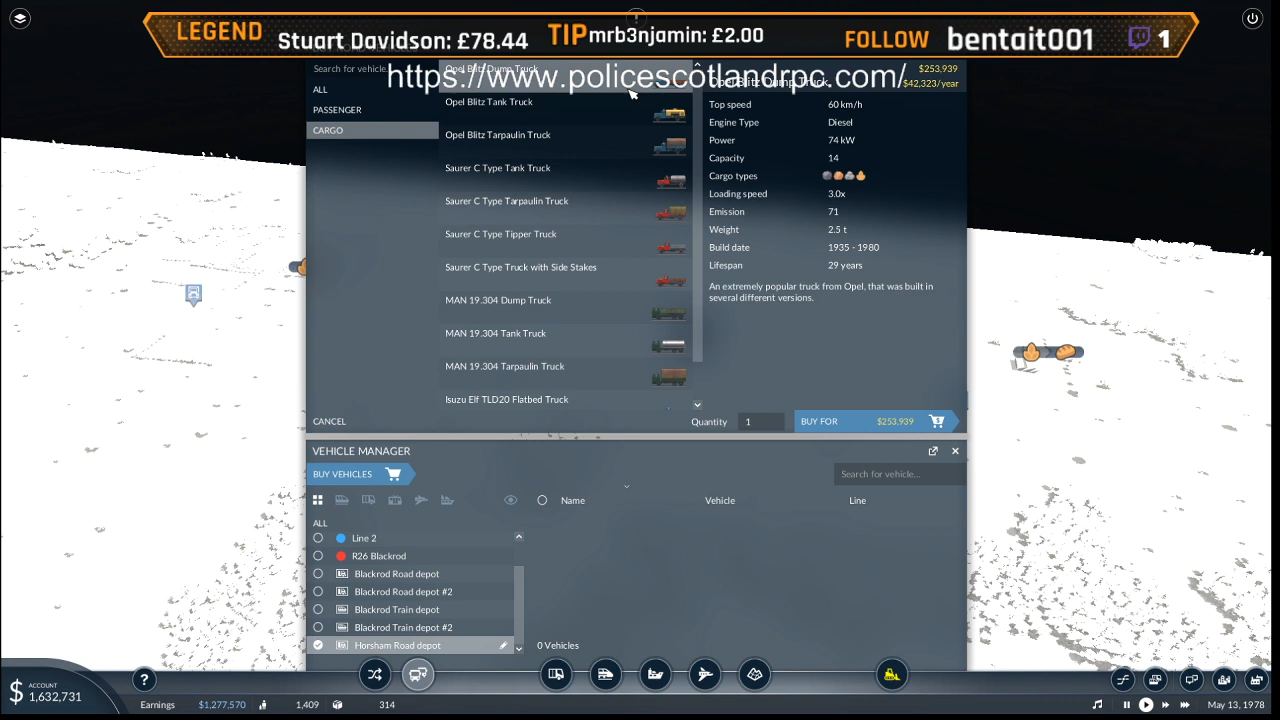 LEGEND Stuart Davidson: £78.44 TIP mrb3njamin: £2.00 FOLLOW bentait001 1
https://www.policescotlandrpc.com/
Search for vehicle.
ALL
PASSENGER
CARGO
Opel Blitz Dump Truck
Opel Blitz Tank Truck
Opel Blitz Tarpaulin Truck
Saurer C Type Tank Truck
Saurer C Type Tarpaulin Truck
Saurer C Type Tipper Truck
Saurer C Type Truck with Side Stakes
MAN 19.304 Dump Truck
MAN 19.304 Tank Truck
MAN 19.304 Tarpaulin Truck
Isuzu Elf TLD20 Flatbed Truck
$253,939
Opel Blitz Dump Truck $42,323/year
Top speed 60 km/h
Engine Type Diesel
Power 74 kW
Capacity 14
Cargo types
Loading speed 3.0x
Emission 71
Weight 2.5 t
Build date 1935 - 1980
Lifespan 29 years
An extremely popular truck from Opel, that was built in
several different versions.
CANCEL Quantity 1 BUY FOR $253,939
VEHICLE MANAGER
BUY VEHICLES Search for vehicle...
Name Vehicle Line
ALL
Line 2
R26 Blackrod
Blackrod Road depot
Blackrod Road depot #2
Blackrod Train depot
Blackrod Train depot #2
Horsham Road depot 0 Vehicles
$ ACCOUNT
1,632,731
?
Earnings $1,277,570 1,409 314 May 13, 1978